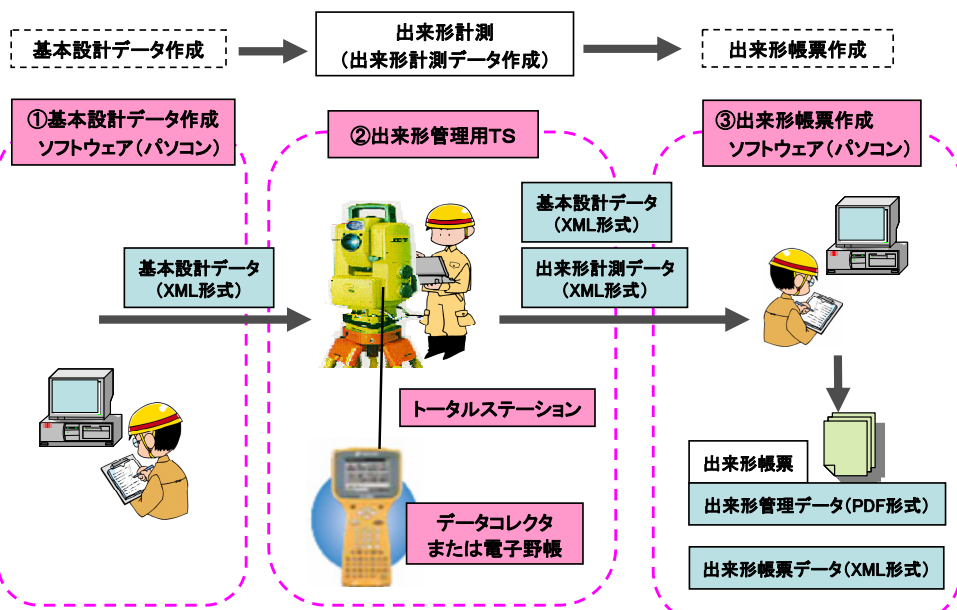 基本設計データ作成
出来形計測
(出来形計測データ作成)
出来形帳票作成
①基本設計データ作成
ソフトウェア(パソコン)
②出来形管理用TS
③出来形帳票作成
ソフトウェア(パソコン)
基本設計データ
(XML形式)
基本設計データ
(XML形式)
出来形計測データ
(XML形式)
トータルステーション
データコレクタ
または電子野帳
出来形帳票
出来形管理データ(PDF形式)
出来形帳票データ(XML形式)